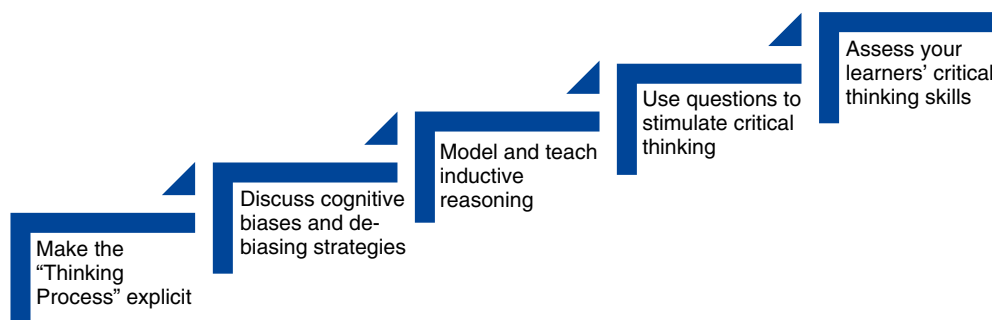 Make the
“Thinking
Process” explicit
Discuss cognitive
biases and de-
biasing strategies
Model and teach
inductive
reasoning
Use questions to
stimulate critical
thinking
Assess your
learners’ critical
thinking skills